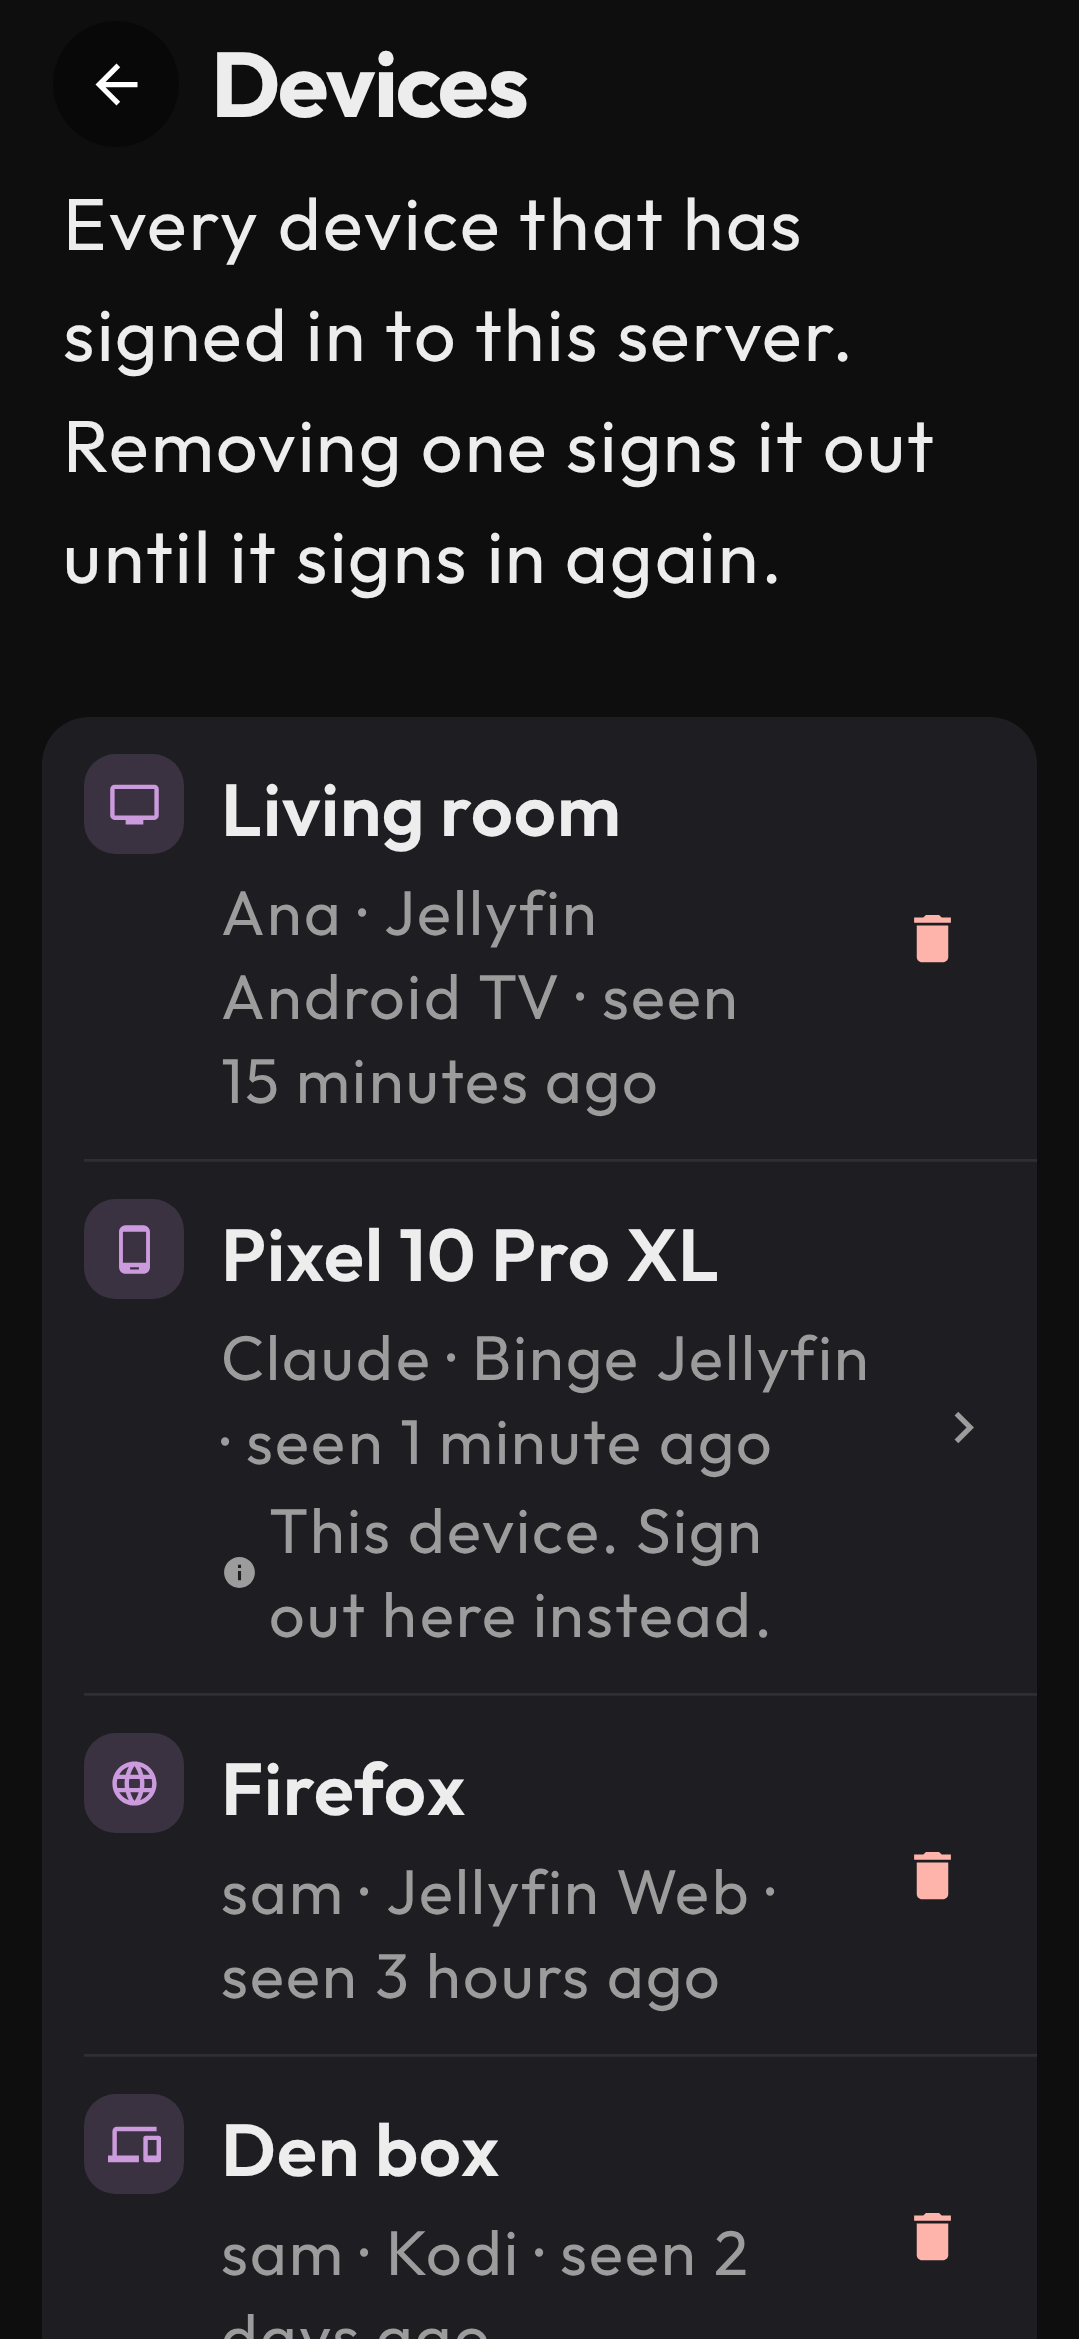 Devices
Every device that has
signed in to this server.
Removing one signs it out
until it signs in again.
Living room
Ana · Jellyfin
Android TV · seen
15 minutes ago
Pixel 10 Pro XL
Claude · Binge Jellyfin
· seen 1 minute ago
This device. Sign
out here instead.
Firefox
sam · Jellyfin Web ·
seen 3 hours ago
Den box
sam · Kodi · seen 2
days ago